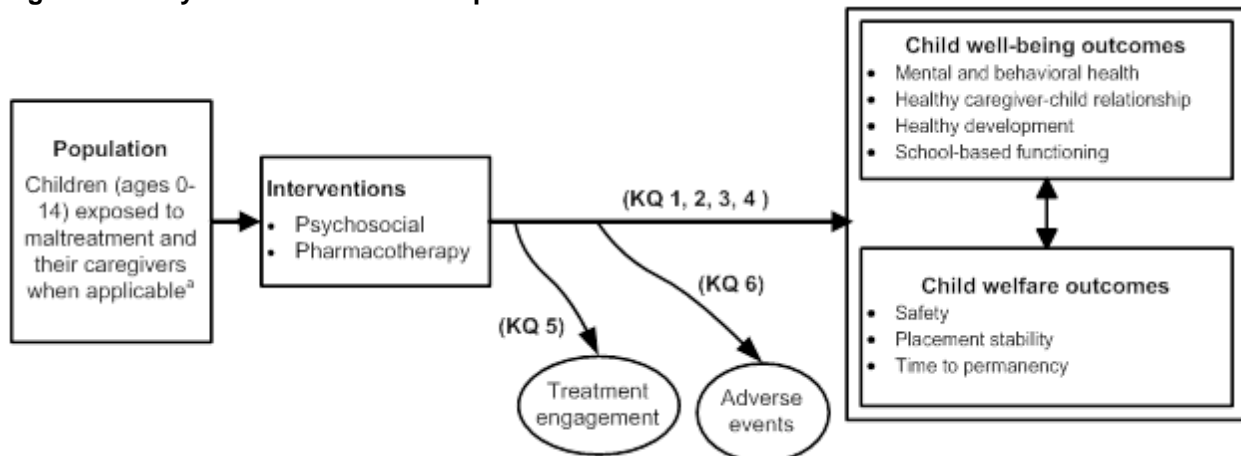 Population
Children (ages 0-
14) exposed to
maltreatment and
their caregivers
when applicableª
Interventions
• Psychosocial
• Pharmacotherapy
(KQ 1, 2, 3, 4 )
(KQ 5)
(KQ 6)
Treatment
engagement
Adverse
events
Child well-being outcomes
• Mental and behavioral health
• Healthy caregiver-child relationship
• Healthy development
• School-based functioning
Child welfare outcomes
• Safety
• Placement stability
• Time to permanency